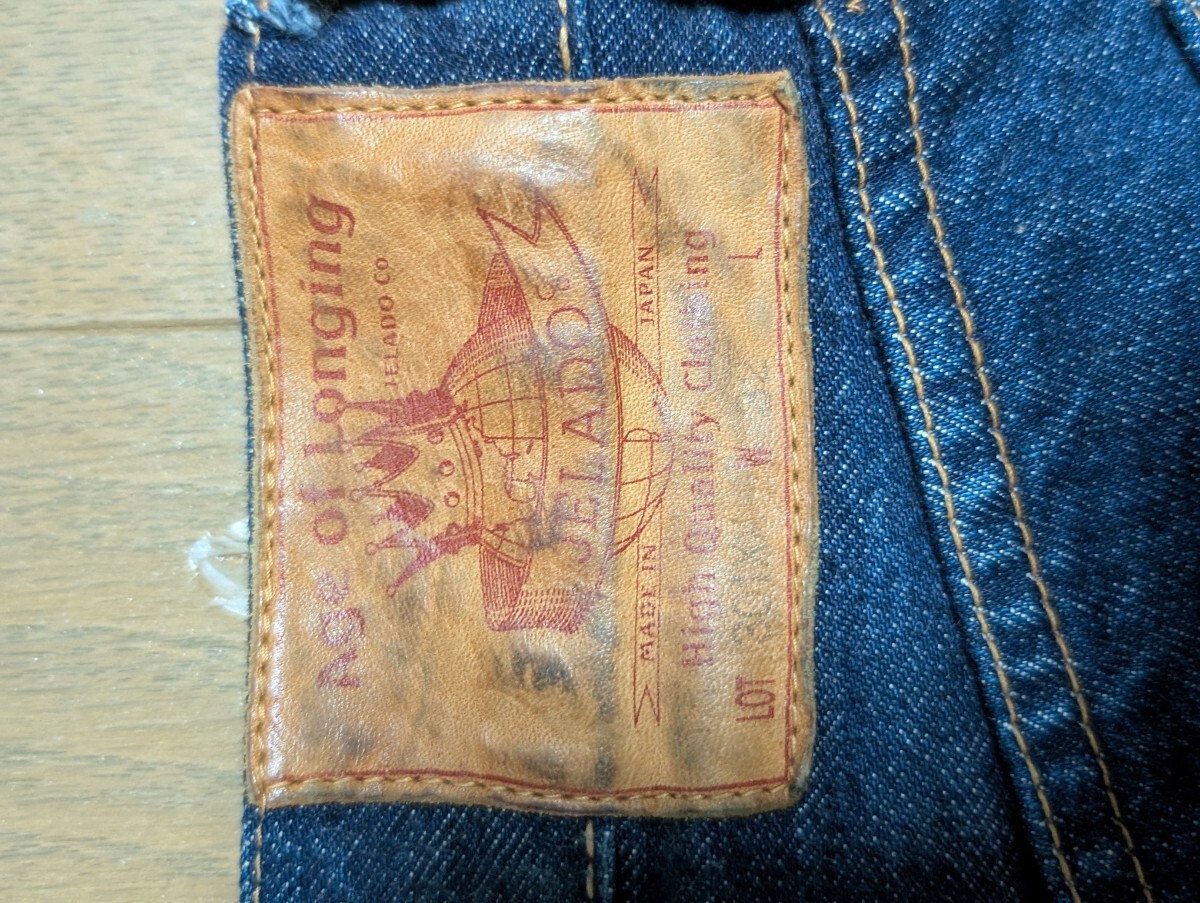 Age of Longing
JELADO CO
JELADO
MADE IN JAPAN
High Quality Clothing
LOT W L